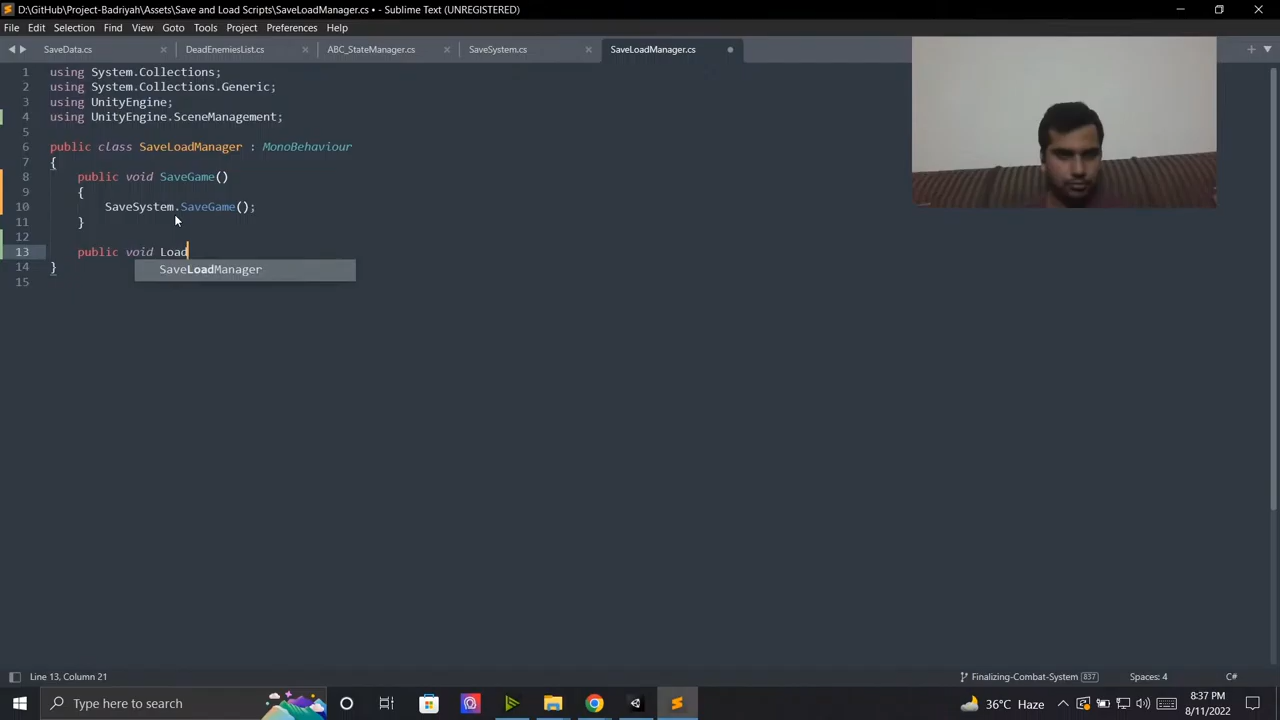 D:\GitHub\Project-Badriyah\Assets\Save and Load Scripts\SaveLoadManager.cs • - Sublime Text (UNREGISTERED)
File Edit Selection Find View Goto Tools Project Preferences Help
SaveData.cs DeadEnemiesList.cs ABC_StateManager.cs SaveSystem.cs SaveLoadManager.cs
1 using System.Collections;
2 using System.Collections.Generic;
3 using UnityEngine;
4 using UnityEngine.SceneManagement;
5
6 public class SaveLoadManager : MonoBehaviour
7 {
8 public void SaveGame()
9 {
10 SaveSystem.SaveGame();
11 }
12
13 public void Load
SaveLoadManager
14 }
15
Line 13, Column 21 Finalizing-Combat-System 837 Spaces: 4 C#
Type here to search 36°C Haze 8:37 PM
8/11/2022